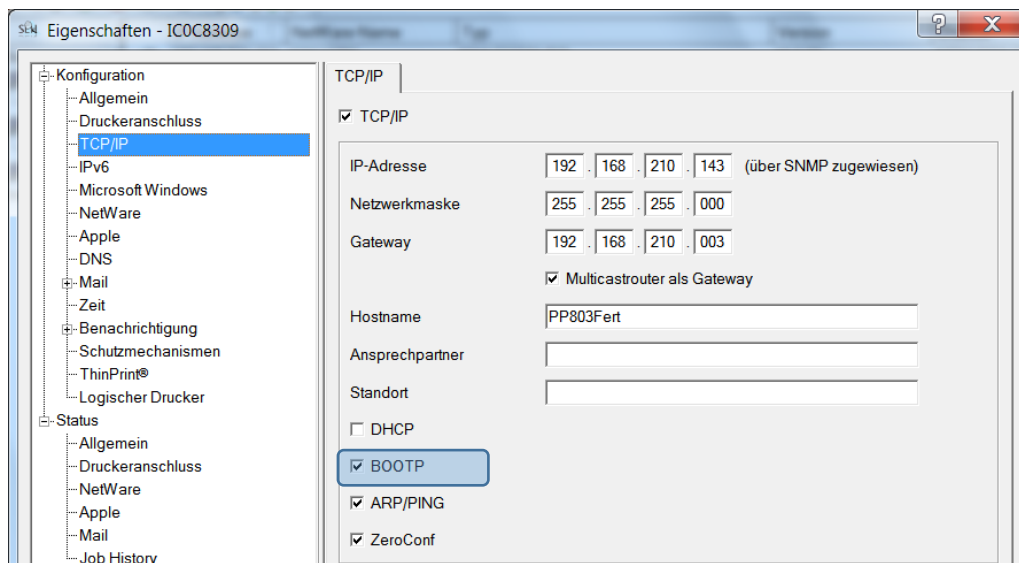 SEH Eigenschaften - IC0C8309
Konfiguration
Allgemein
Druckeranschluss
TCP/IP
IPv6
Microsoft Windows
NetWare
Apple
DNS
Mail
Zeit
Benachrichtigung
Schutzmechanismen
ThinPrint®
Logischer Drucker
Status
Allgemein
Druckeranschluss
NetWare
Apple
Mail
Job History
TCP/IP
TCP/IP
IP-Adresse 192 . 168 . 210 . 143 (über SNMP zugewiesen)
Netzwerkmaske 255 . 255 . 255 . 000
Gateway 192 . 168 . 210 . 003
Multicastrouter als Gateway
Hostname PP803Fert
Ansprechpartner
Standort
DHCP
BOOTP
ARP/PING
ZeroConf